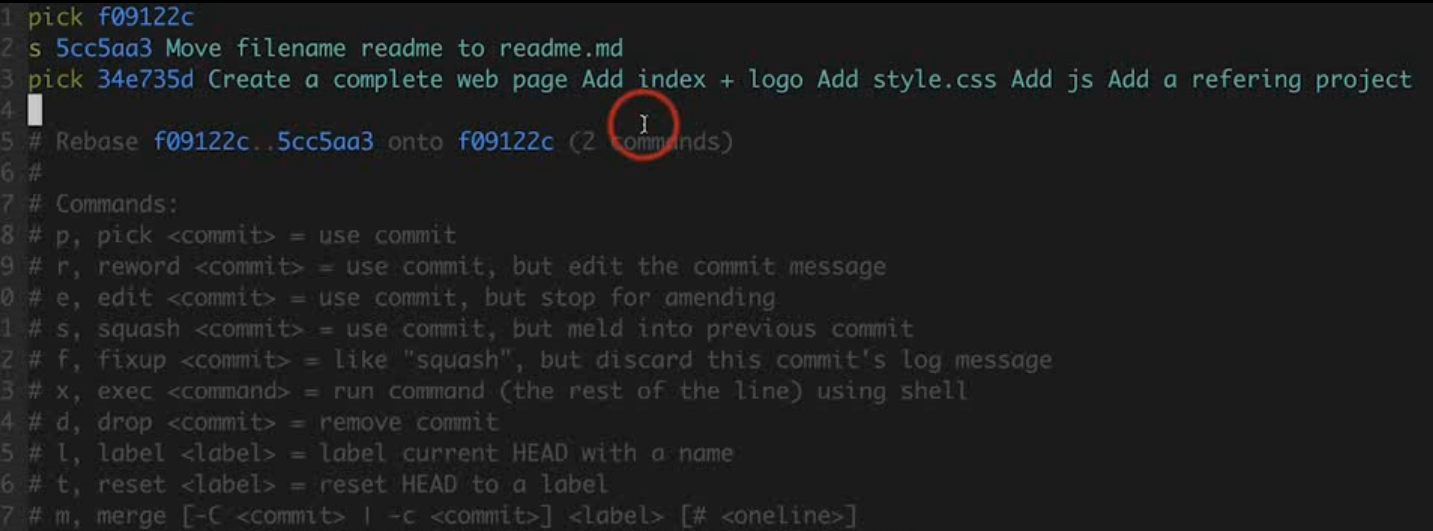 1 pick f09122c
2 s 5cc5aa3 Move filename readme to readme.md
3 pick 34e735d Create a complete web page Add index + logo Add style.css Add js Add a refering project
4
5 # Rebase f09122c..5cc5aa3 onto f09122c (2 commands)
6 #
7 # Commands:
8 # p, pick <commit> = use commit
9 # r, reword <commit> = use commit, but edit the commit message
0 # e, edit <commit> = use commit, but stop for amending
1 # s, squash <commit> = use commit, but meld into previous commit
2 # f, fixup <commit> = like "squash", but discard this commit's log message
3 # x, exec <command> = run command (the rest of the line) using shell
4 # d, drop <commit> = remove commit
5 # l, label <label> = label current HEAD with a name
6 # t, reset <label> = reset HEAD to a label
7 # m, merge [-C <commit> | -c <commit>] <label> [# <oneline>]